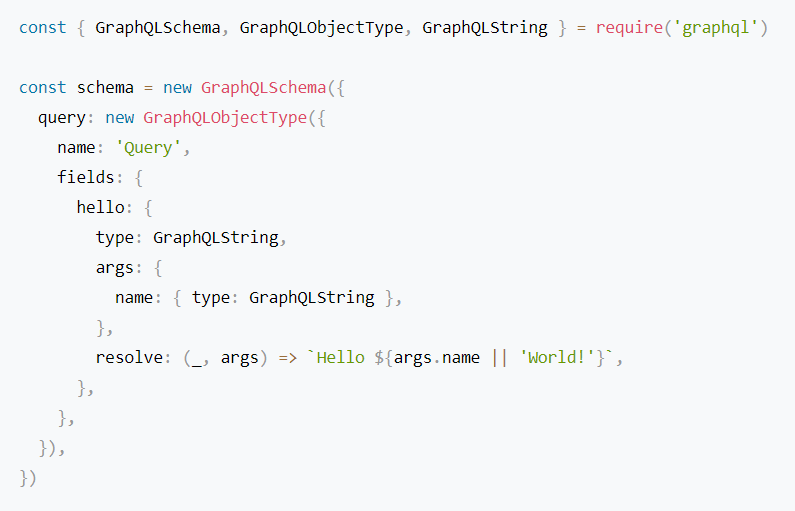 const { GraphQLSchema, GraphQLObjectType, GraphQLString } = require('graphql')

const schema = new GraphQLSchema({
  query: new GraphQLObjectType({
    name: 'Query',
    fields: {
      hello: {
        type: GraphQLString,
        args: {
          name: { type: GraphQLString },
        },
        resolve: (_, args) => `Hello ${args.name || 'World!'}`,
      },
    },
  }),
})